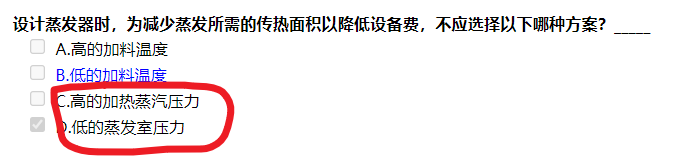 设计蒸发器时，为减少蒸发所需的传热面积以降低设备费，不应选择以下哪种方案？_____
A.高的加料温度
B.低的加料温度
C.高的加热蒸汽压力
D.低的蒸发室压力